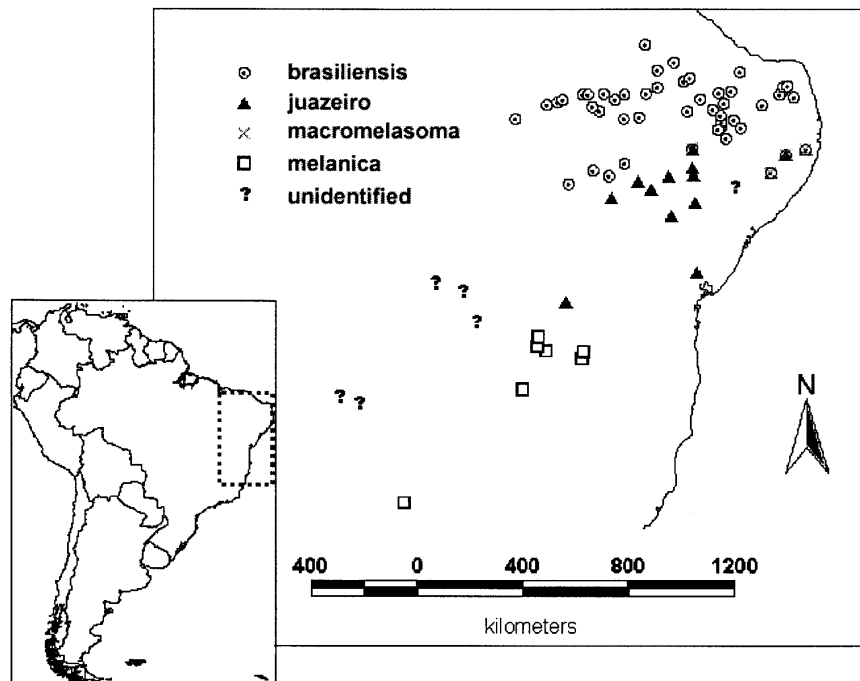 brasiliensis
juazeiro
macromelasoma
melanica
? unidentified
?
?
?
?
?
?
N
400 0 400 800 1200
kilometers